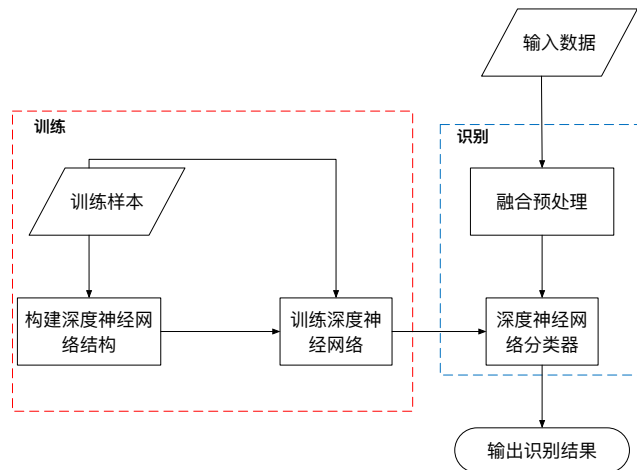 输入数据
训练
识别
训练样本
融合预处理
构建深度神经网
络结构
训练深度神
经网络
深度神经网
络分类器
输出识别结果